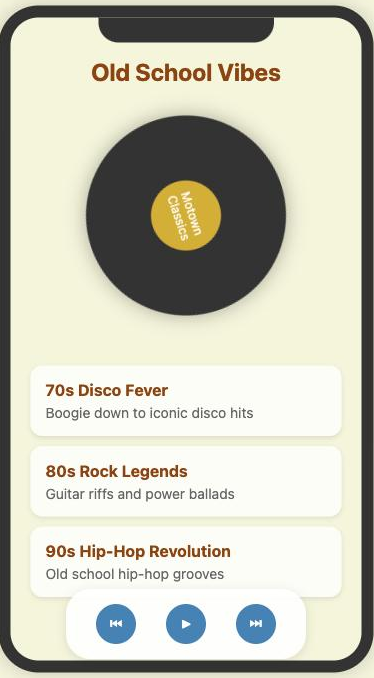 Old School Vibes
Motown
Classics
70s Disco Fever
Boogie down to iconic disco hits
80s Rock Legends
Guitar riffs and power ballads
90s Hip-Hop Revolution
Old school hip-hop grooves